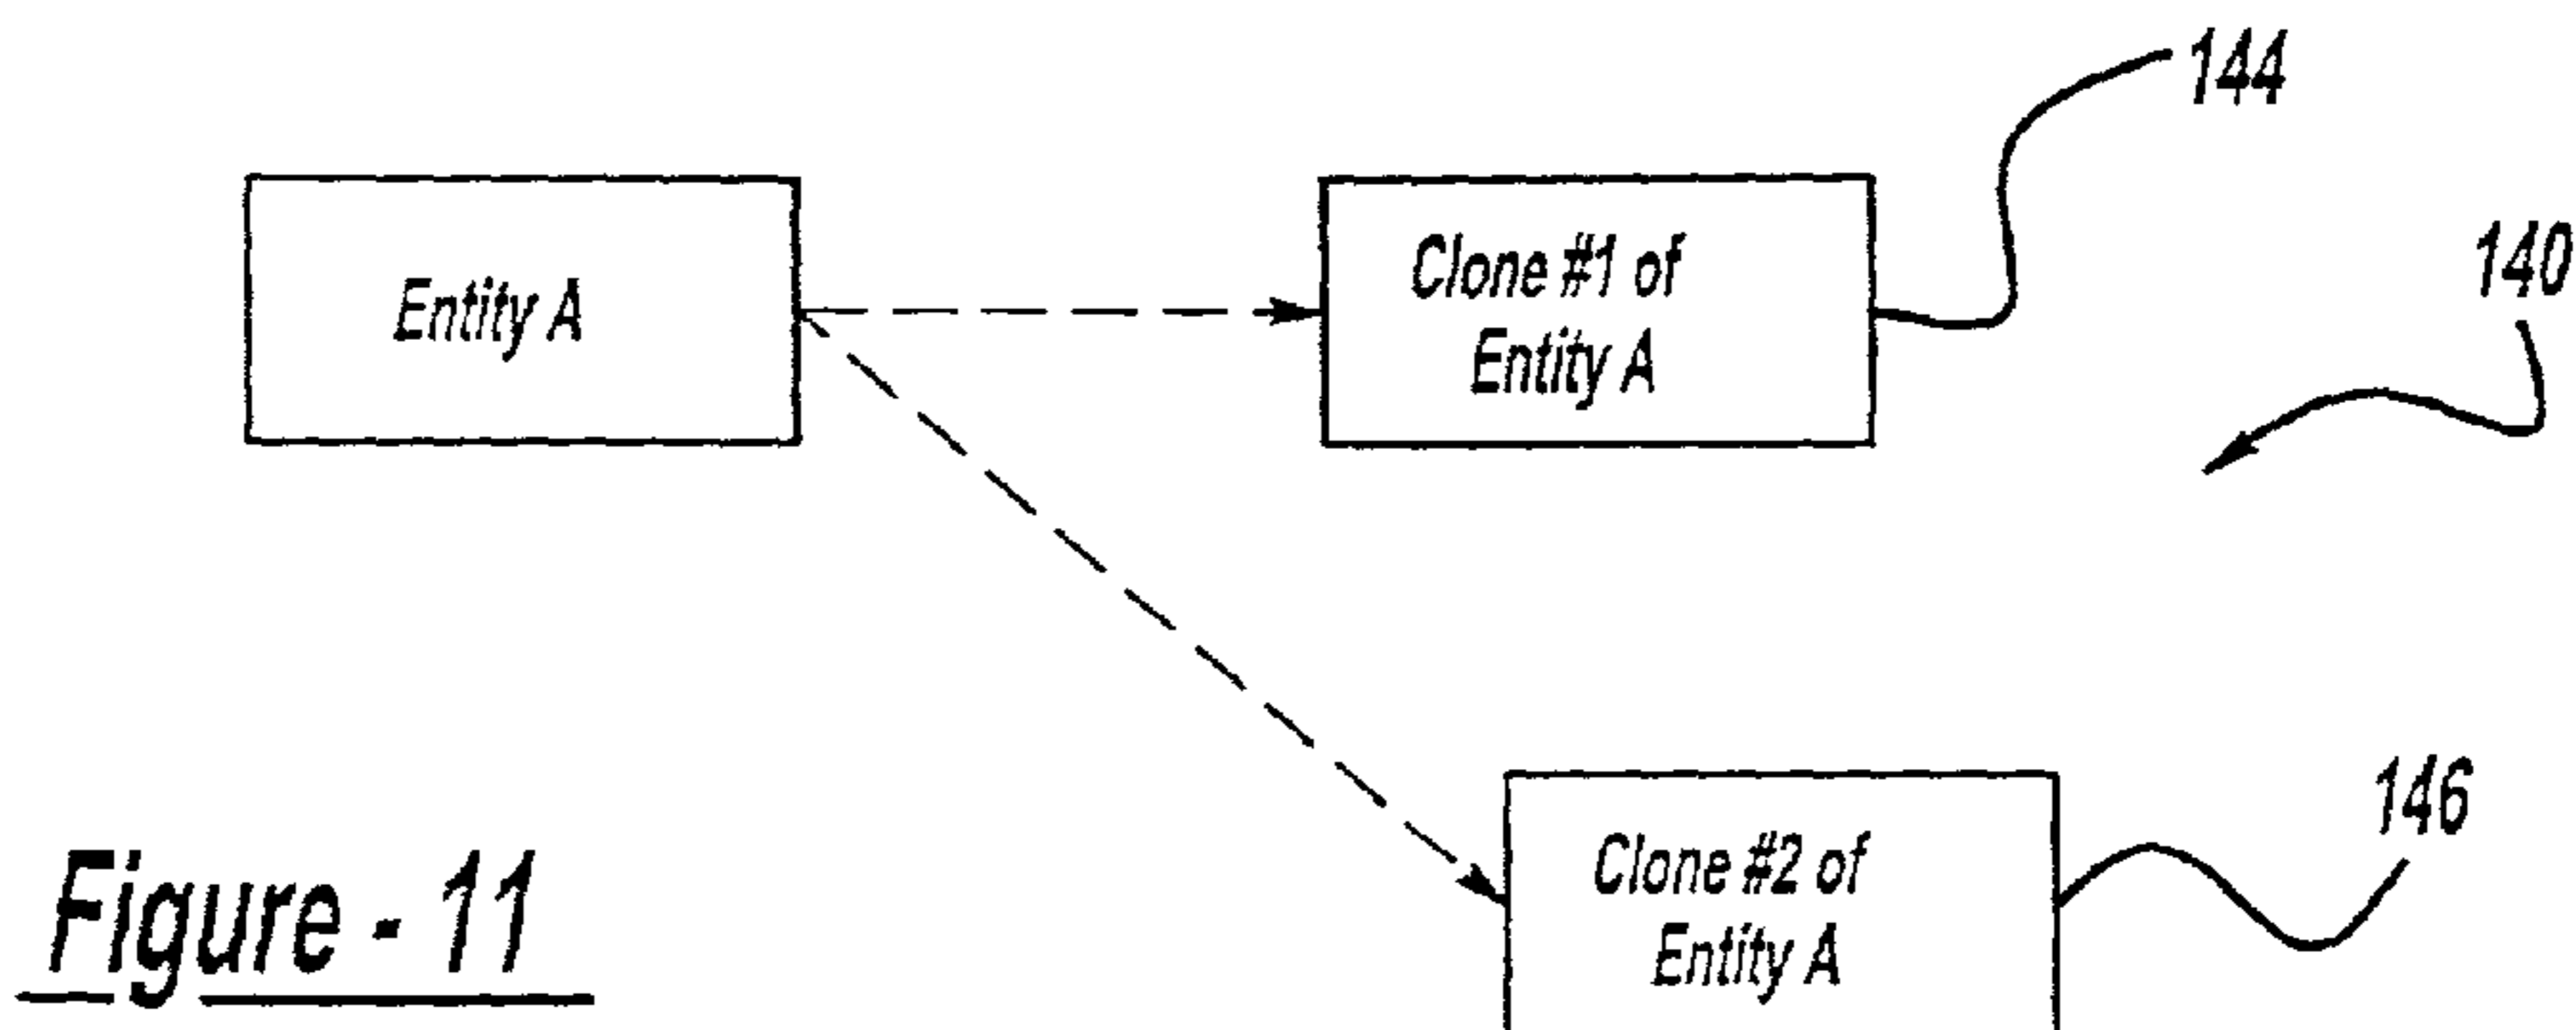 144
140
Entity A
Clone #1 of
Entity A
146
Clone #2 of
Entity A
Figure - 11